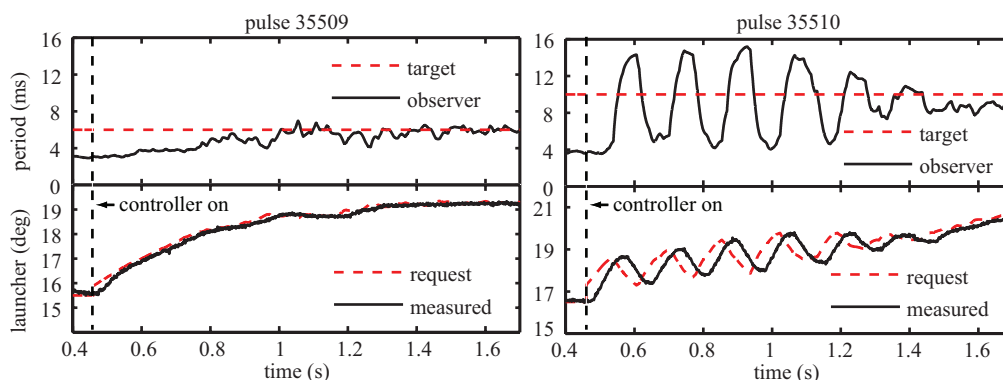 pulse 35509
16
12
8
4
0
period (ms)
target
observer
19
18
17
16
15
launcher (deg)
controller on
request
measured
0.4 0.6 0.8 1 1.2 1.4 1.6
time (s)
pulse 35510
16
12
8
4
0
target
observer
21
19
17
15
controller on
request
measured
0.4 0.6 0.8 1 1.2 1.4 1.6
time (s)